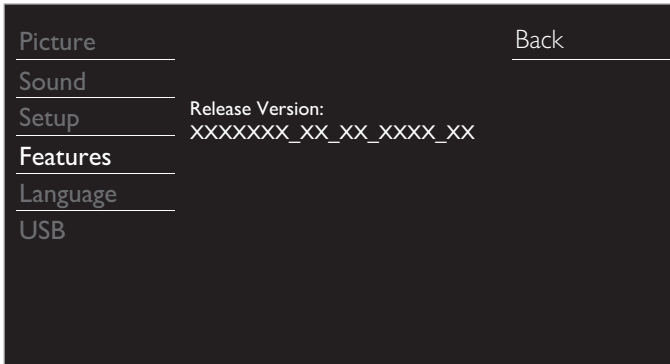 Picture
Back
Sound
Setup
Release Version:
XXXXXXX_XX_XX_XXXX_XX
Features
Language
USB